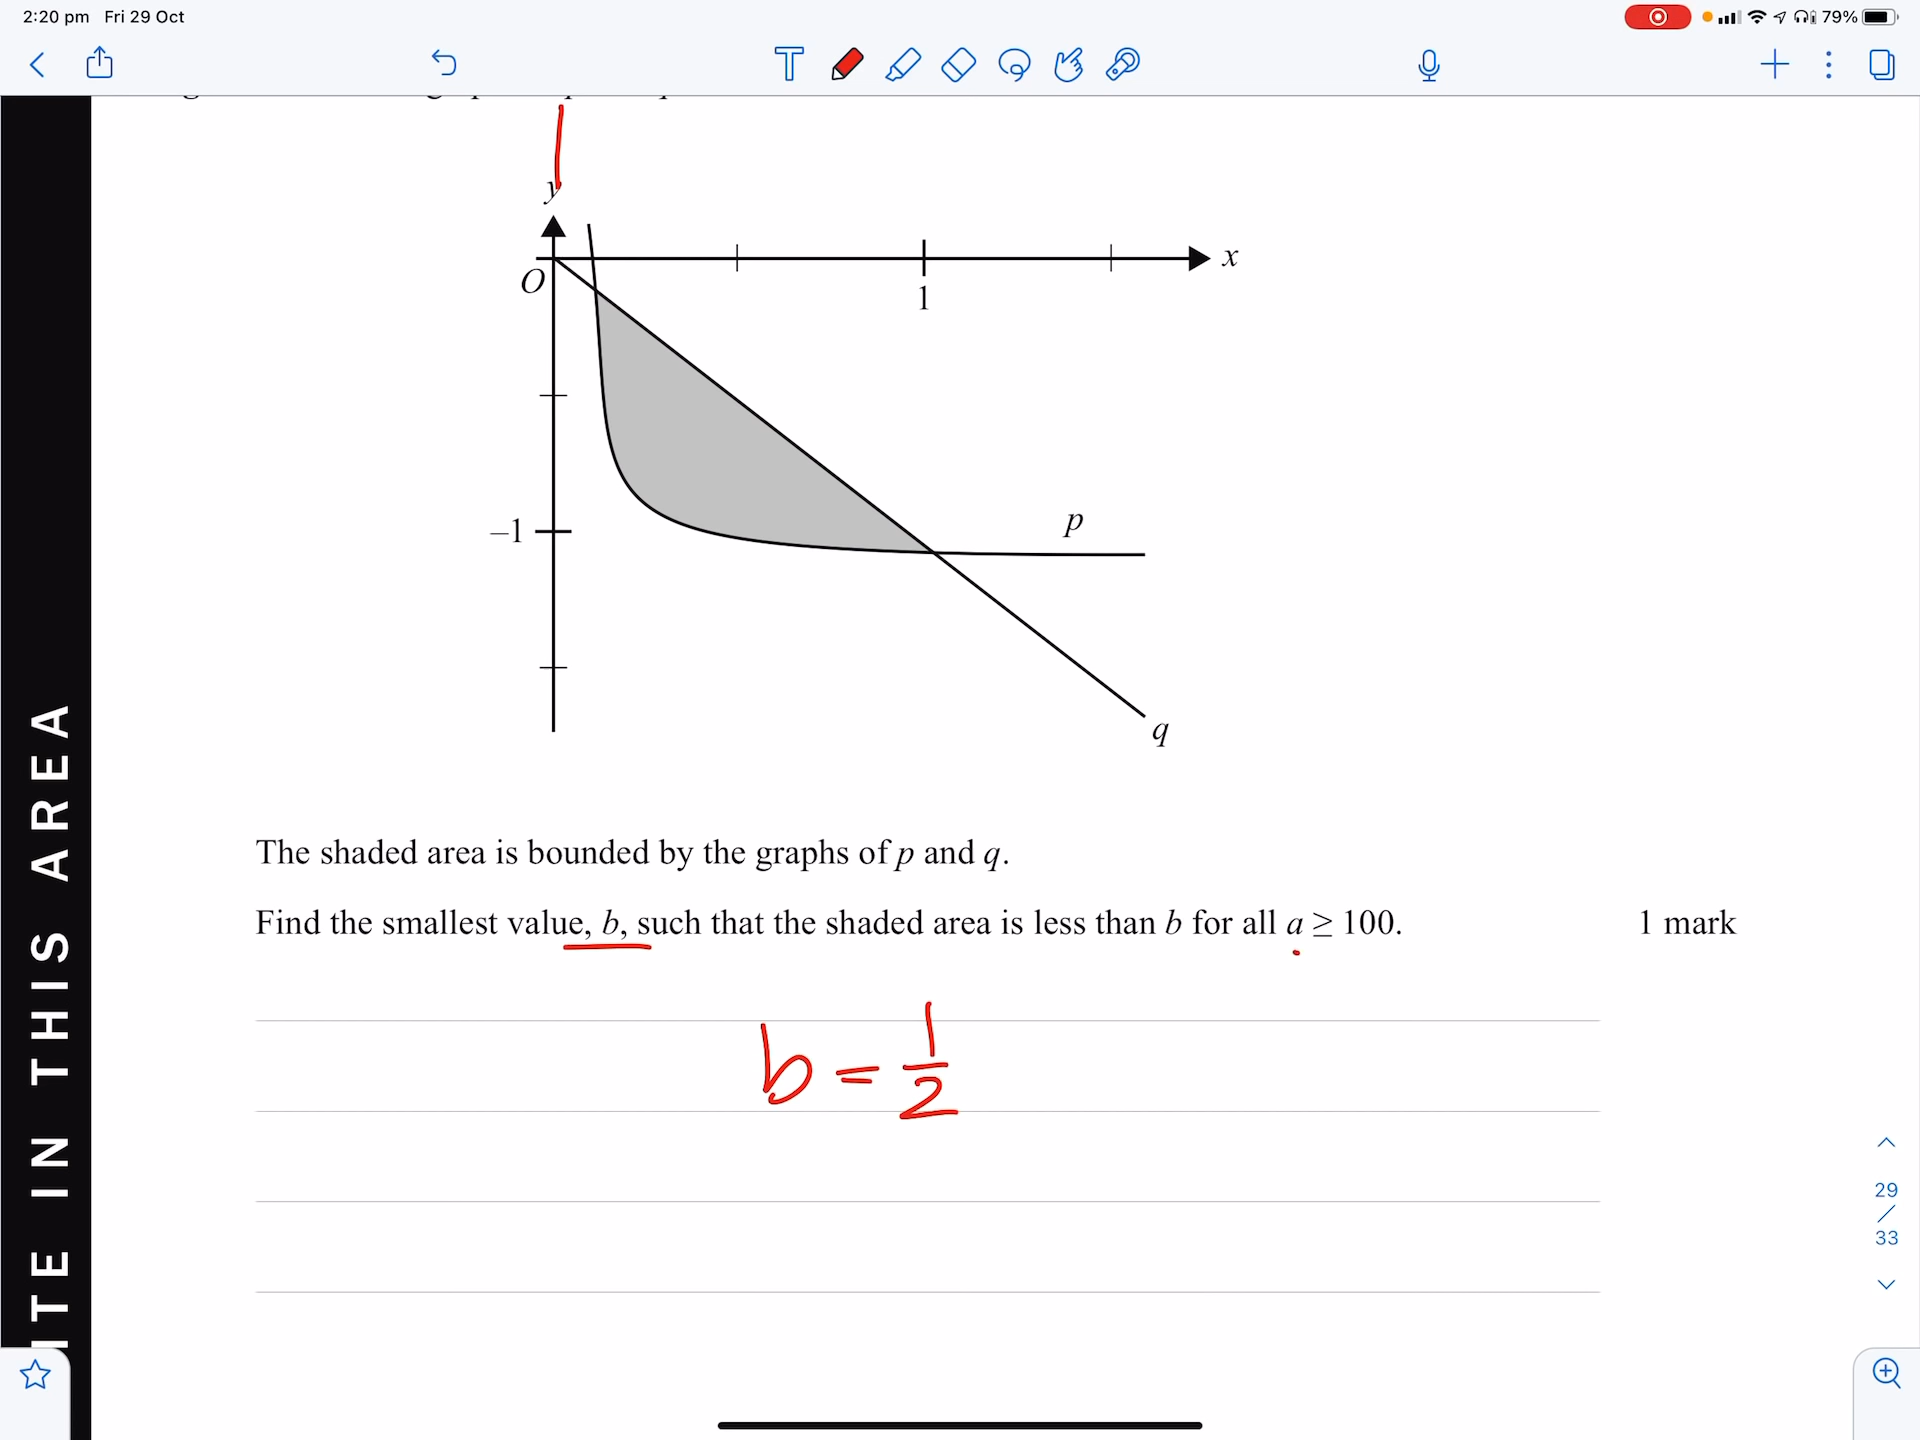 2:20 pm Fri 29 Oct
79%
T
y
O
x
1
–1
p
q
The shaded area is bounded by the graphs of p and q.
Find the smallest value, b, such that the shaded area is less than b for all a ≥ 100.
1 mark
b = 1/2
ITE IN THIS AREA
29
/
33